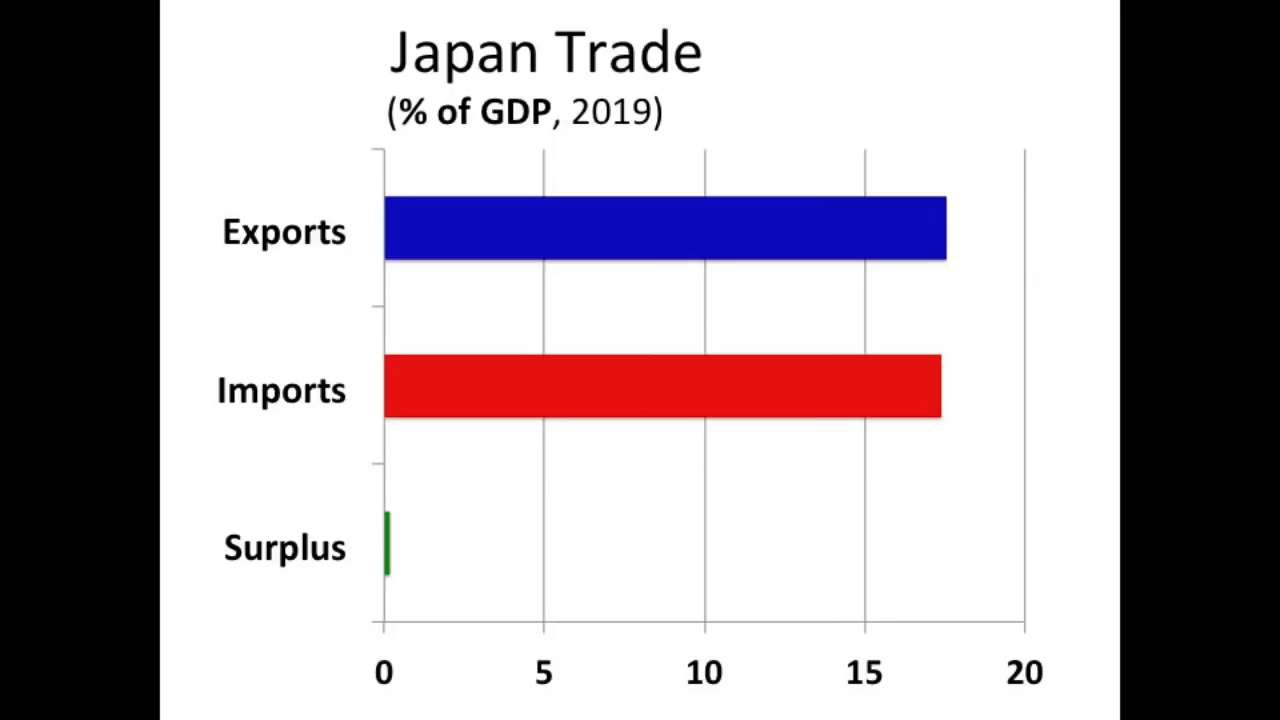 Japan Trade
(% of GDP, 2019)
Exports
Imports
Surplus
0 5 10 15 20